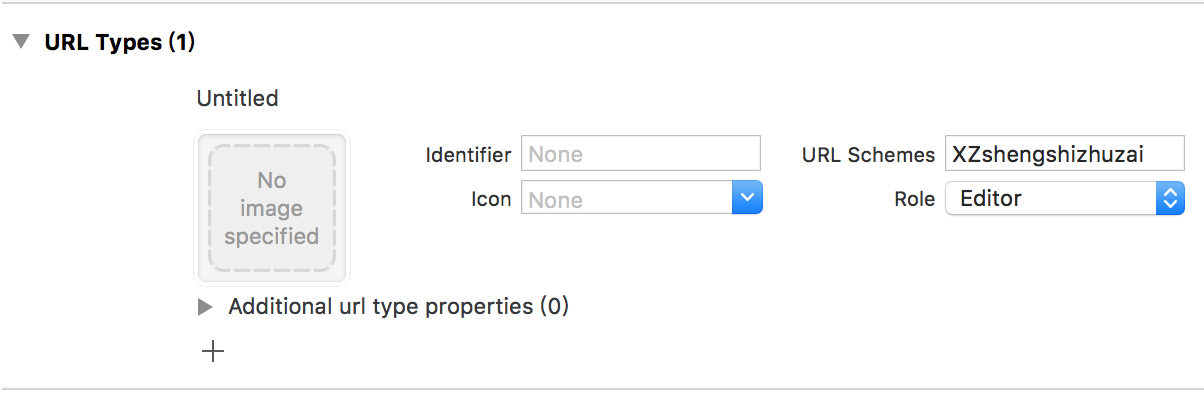 URL Types (1)
Untitled
No
image
specified
Identifier None URL Schemes XZshengshizhuzai
Icon None Role Editor
Additional url type properties (0)